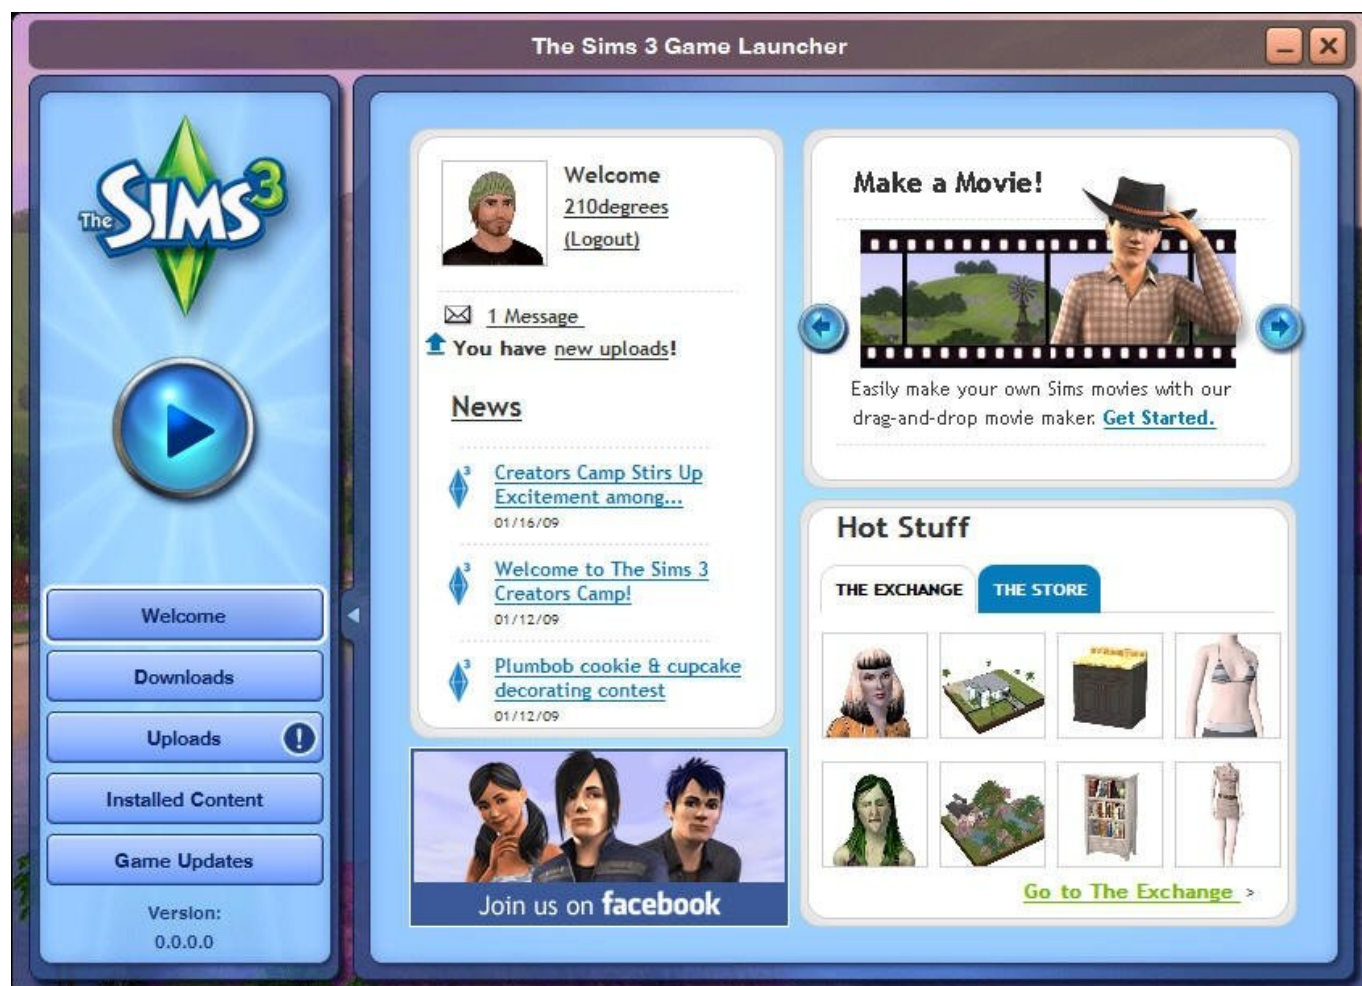 The Sims 3 Game Launcher
The SIMS 3
Welcome
Downloads
Uploads
Installed Content
Game Updates
Version:
0.0.0.0
Welcome
210degrees
(Logout)
1 Message
You have new uploads!
News
Creators Camp Stirs Up
Excitement among...
01/16/09
Welcome to The Sims 3
Creators Camp!
01/12/09
Plumbob cookie & cupcake
decorating contest
01/12/09
Join us on facebook
Make a Movie!
Easily make your own Sims movies with our
drag-and-drop movie maker. Get Started.
Hot Stuff
THE EXCHANGE THE STORE
Go to The Exchange >